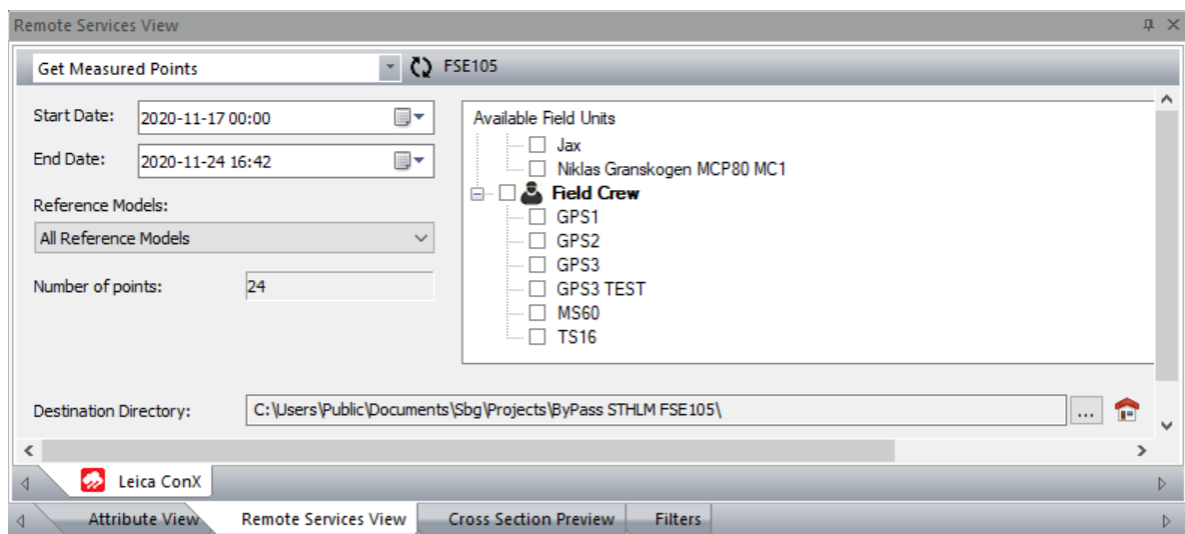 Remote Services View
Get Measured Points
FSE105
Start Date:
2020-11-17 00:00
End Date:
2020-11-24 16:42
Reference Models:
All Reference Models
Number of points:
24
Available Field Units
Jax
Niklas Granskogen MCP80 MC1
Field Crew
GPS1
GPS2
GPS3
GPS3 TEST
MS60
TS16
Destination Directory:
C:\Users\Public\Documents\Sbg\Projects\ByPass STHLM FSE105\
...
Leica ConX
Attribute View
Remote Services View
Cross Section Preview
Filters